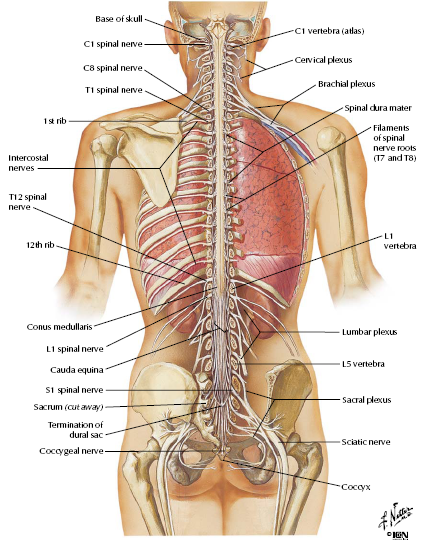 Base of skull
C1 spinal nerve
C8 spinal nerve
T1 spinal nerve
1st rib
Intercostal
nerves
T12 spinal
nerve
12th rib
Conus medullaris
L1 spinal nerve
Cauda equina
S1 spinal nerve
Sacrum (cut away)
Termination of
dural sac
Coccygeal nerve
C1 vertebra (atlas)
Cervical plexus
Brachial plexus
Spinal dura mater
Filaments
of spinal
nerve roots
(T7 and T8)
L1
vertebra
Lumbar plexus
L5 vertebra
Sacral plexus
Sciatic nerve
Coccyx
F. Netter
M.D.
©ICON